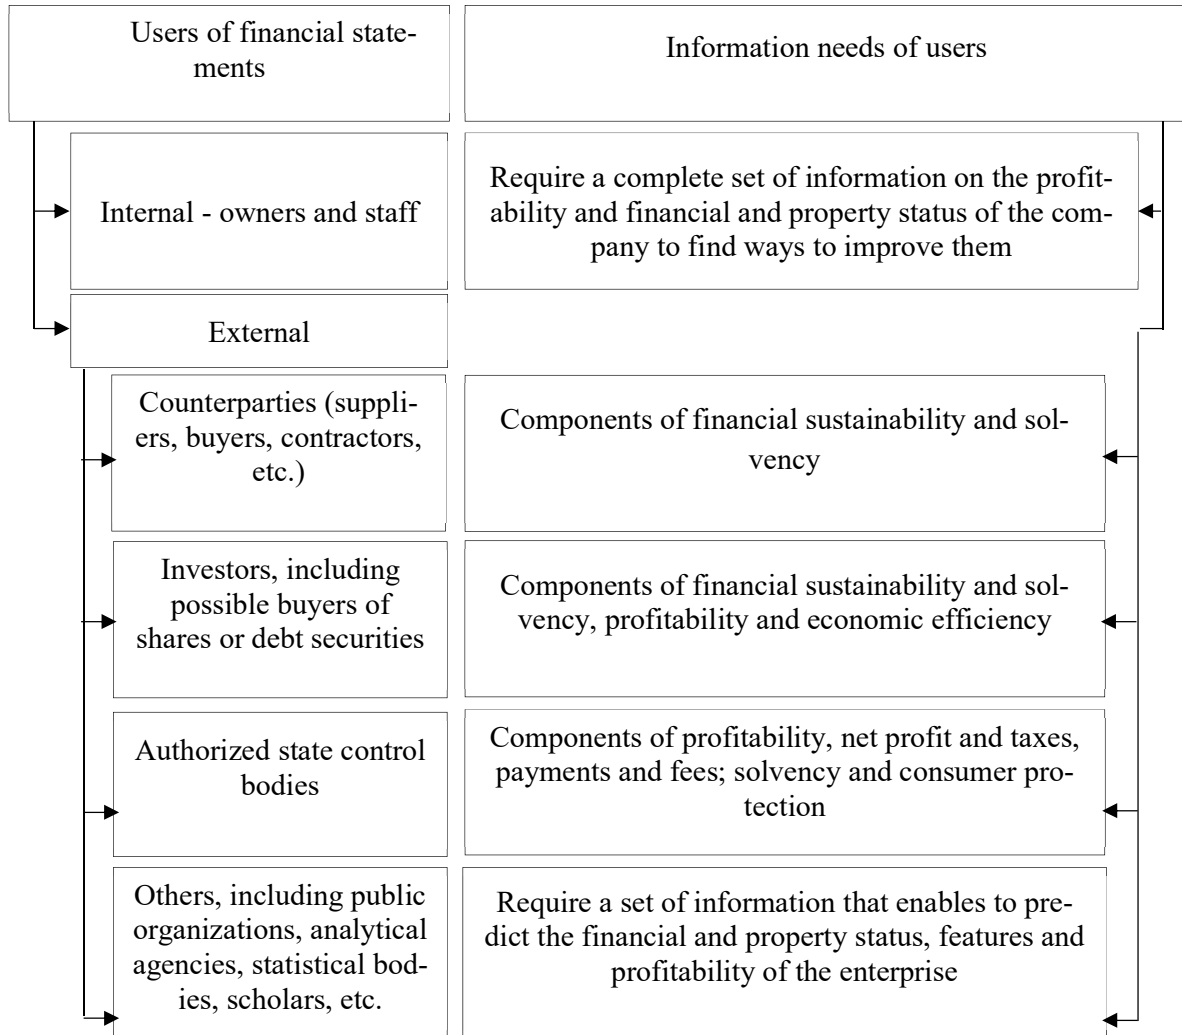 Users of financial state-
ments
Information needs of users
Internal - owners and staff
Require a complete set of information on the profit-
ability and financial and property status of the com-
pany to find ways to improve them
External
Counterparties (suppli-
ers, buyers, contractors,
etc.)
Components of financial sustainability and sol-
vency
Investors, including
possible buyers of
shares or debt securities
Components of financial sustainability and sol-
vency, profitability and economic efficiency
Authorized state control
bodies
Components of profitability, net profit and taxes,
payments and fees; solvency and consumer pro-
tection
Others, including public
organizations, analytical
agencies, statistical bod-
ies, scholars, etc.
Require a set of information that enables to pre-
dict the financial and property status, features and
profitability of the enterprise